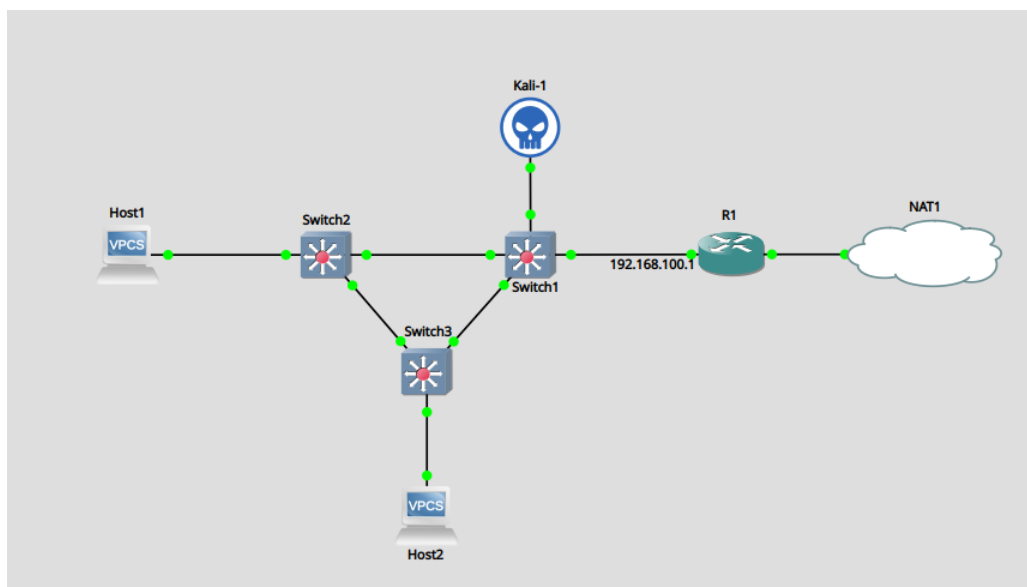 Kali-1
Host1
VPCS
Switch2
R1
NAT1
192.168.100.1
Switch1
Switch3
VPCS
Host2